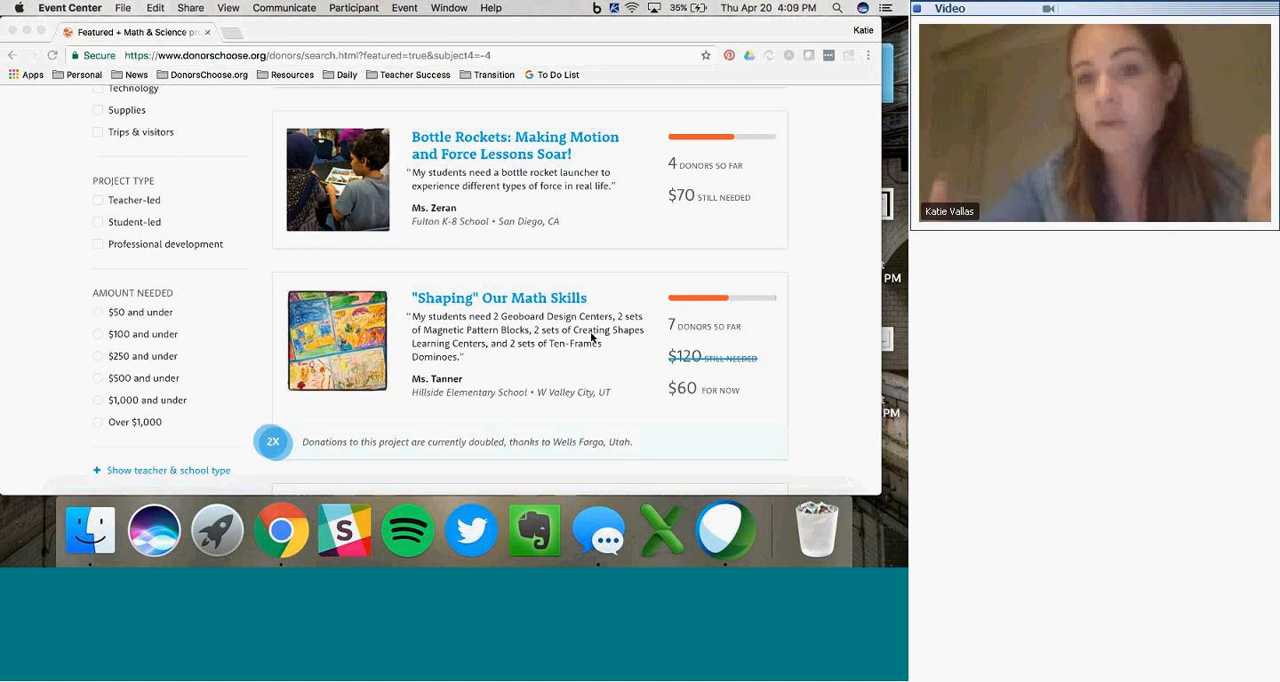 Event Center File Edit Share View Communicate Participant Event Window Help 35% Thu Apr 20 4:09 PM
Video
Featured + Math & Science pr
Katie
Secure https://www.donorschoose.org/donors/search.html?featured=true&subject4=-4
Apps Personal News DonorsChoose.org Resources Daily Teacher Success Transition To Do List
Technology
Supplies
Trips & visitors
PROJECT TYPE
Teacher-led
Student-led
Professional development
AMOUNT NEEDED
$50 and under
$100 and under
$250 and under
$500 and under
$1,000 and under
Over $1,000
+ Show teacher & school type
Bottle Rockets: Making Motion
and Force Lessons Soar!
"My students need a bottle rocket launcher to
experience different types of force in real life."
Ms. Zeran
Fulton K-8 School • San Diego, CA
4 DONORS SO FAR
$70 STILL NEEDED
"Shaping" Our Math Skills
"My students need 2 Geoboard Design Centers, 2 sets
of Magnetic Pattern Blocks, 2 sets of Creating Shapes
Learning Centers, and 2 sets of Ten-Frames
Dominoes."
Ms. Tanner
Hillside Elementary School • W Valley City, UT
7 DONORS SO FAR
$120 STILL NEEDED
$60 FOR NOW
2X Donations to this project are currently doubled, thanks to Wells Fargo, Utah.
PM
PM
Katie Vallas